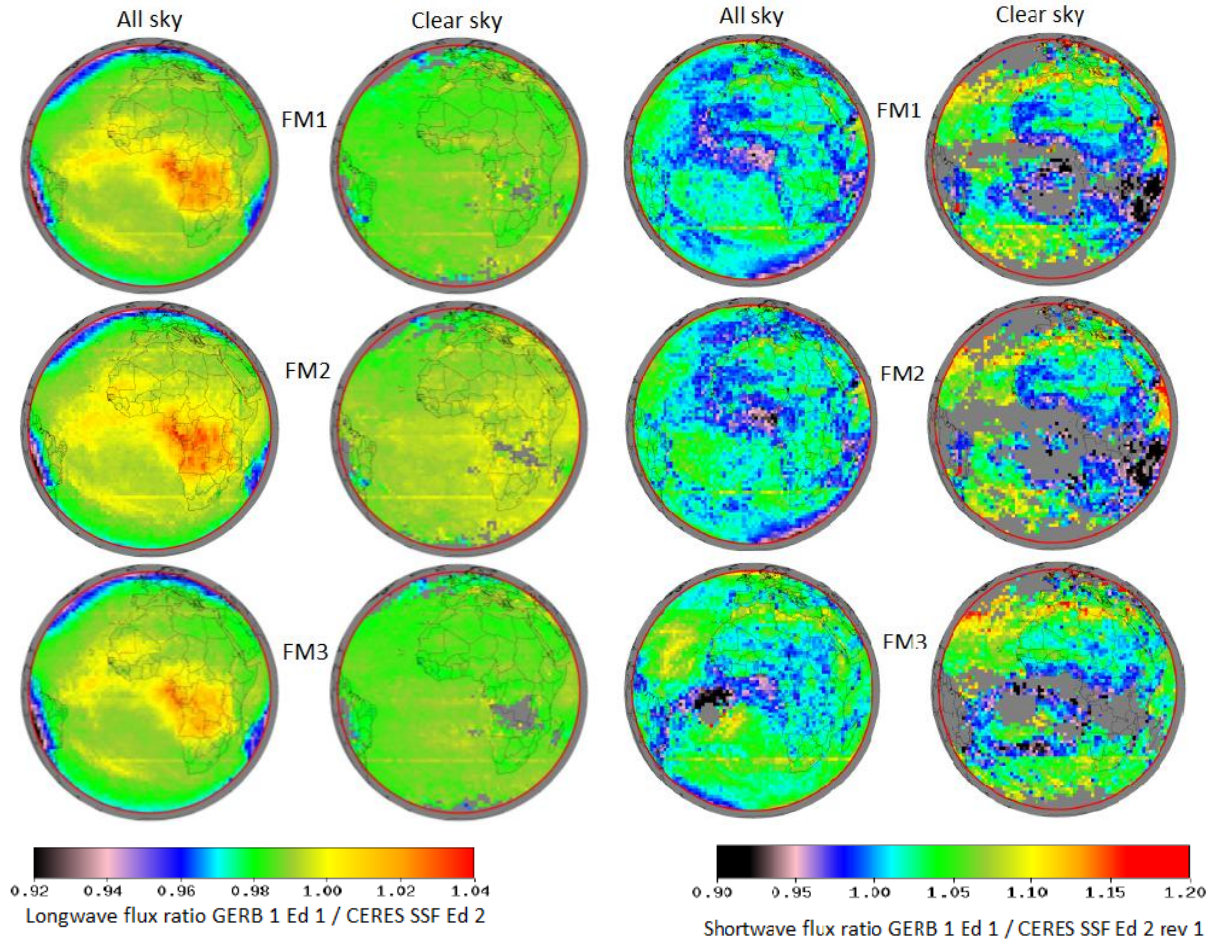 All sky Clear sky All sky Clear sky
FM1 FM1
FM2 FM2
FM3 FM3
0.92 0.94 0.96 0.98 1.00 1.02 1.04
Longwave flux ratio GERB 1 Ed 1 / CERES SSF Ed 2
0.90 0.95 1.00 1.05 1.10 1.15 1.20
Shortwave flux ratio GERB 1 Ed 1 / CERES SSF Ed 2 rev 1